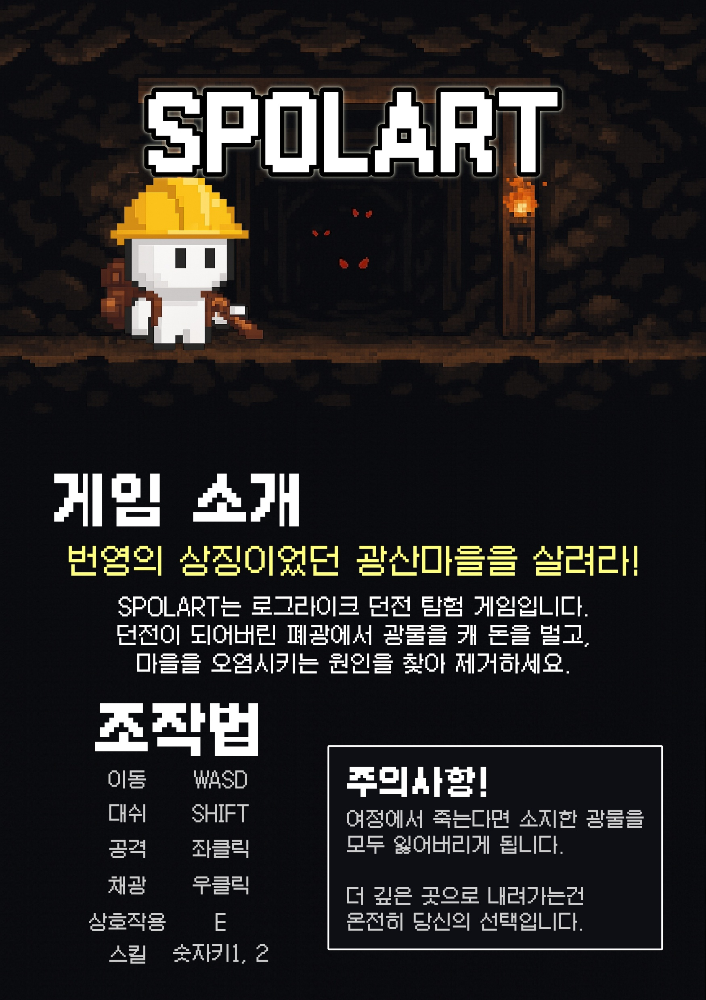 SPOLART
게임 소개
번영의 상징이었던 광산마을을 살려라!
SPOLART는 로그라이크 던전 탐험 게임입니다.
던전이 되어버린 폐광에서 광물을 캐 돈을 벌고,
마을을 오염시키는 원인을 찾아 제거하세요.
조작법
이동 WASD
대쉬 SHIFT
공격 좌클릭
채광 우클릭
상호작용 E
스킬 숫자키1, 2
주의사항!
여정에서 죽는다면 소지한 광물을
모두 잃어버리게 됩니다.
더 깊은 곳으로 내려가는건
온전히 당신의 선택입니다.